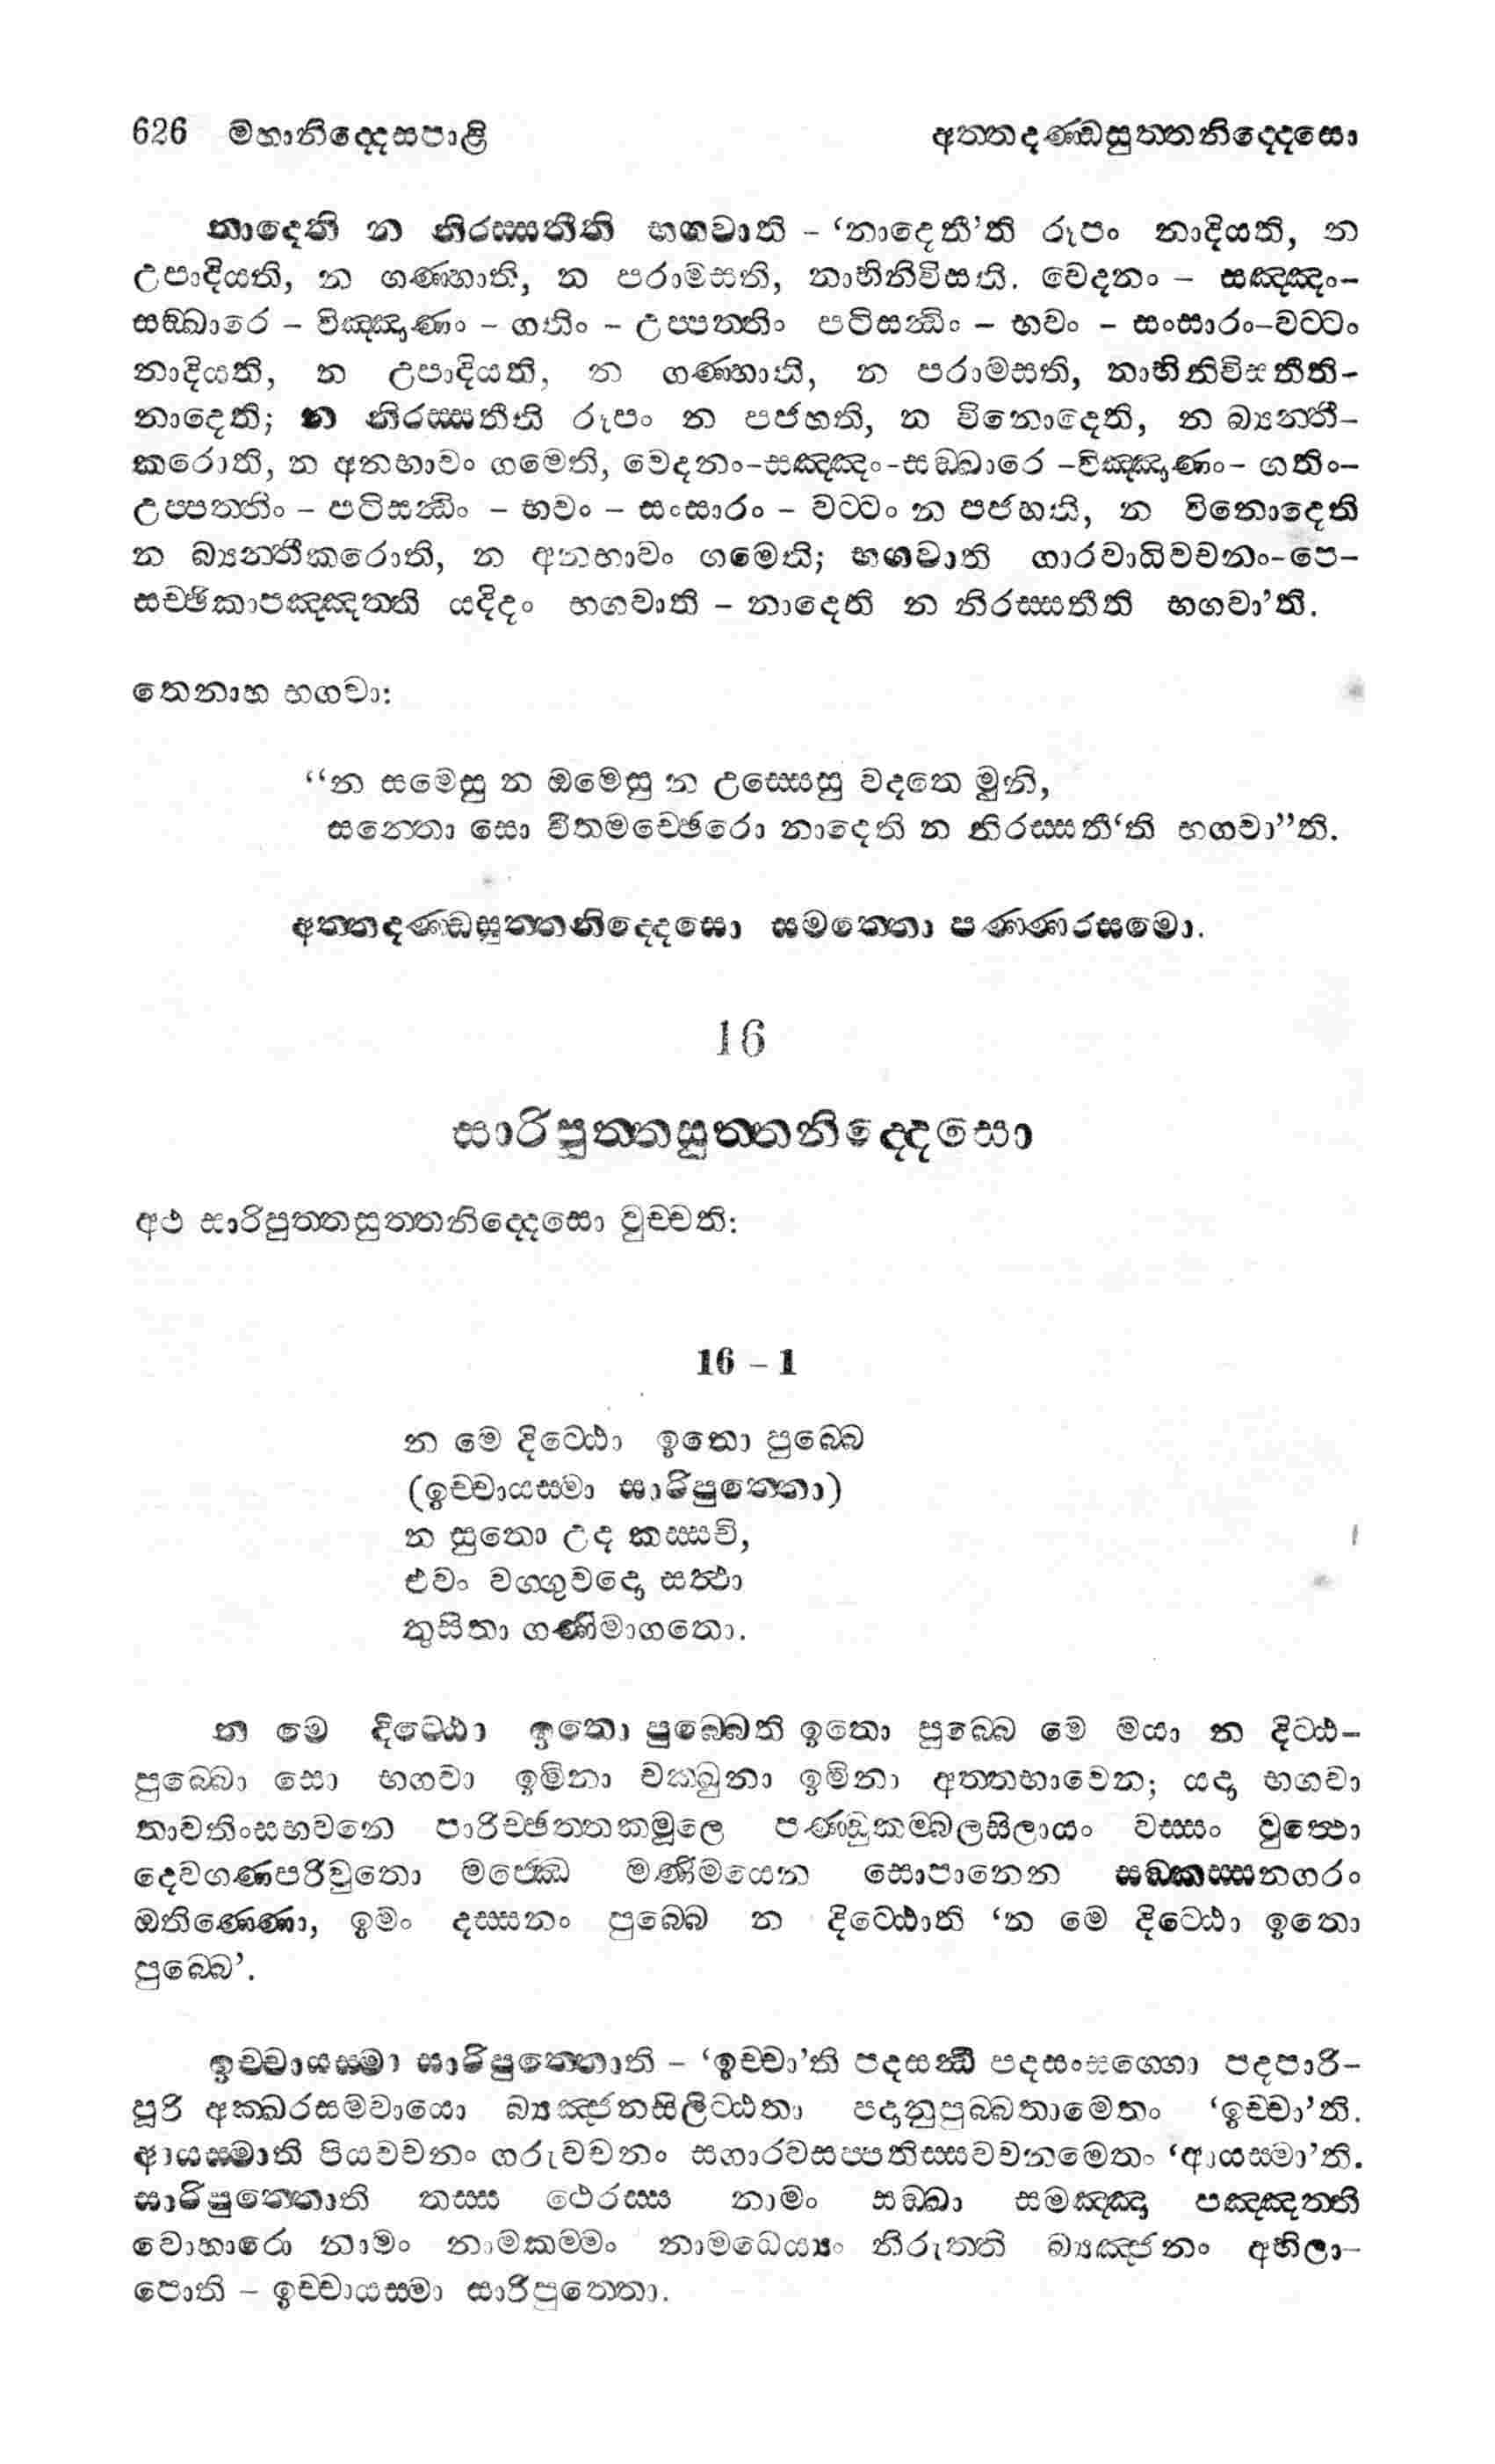 626 මහානිද්දෙසපාළි අත්තදණ්ඩසුත්තනිද්දෙසො
නාදෙති න නිරස්සතීති භගවාති – ‘නාදෙතී’ති රූපං නාදියති, න
උපාදියති, න ගණ්හාති, න පරාමසති, නාභිනිවිසති. වෙදනං – සඤ්ඤං–
සඞ්ඛාරෙ – විඤ්ඤාණං – ගතිං – උප්පත්තිං පටිසන්ධිං – භවං – සංසාරං–වට්ටං
නාදියති, න උපාදියති, න ගණ්හාති, න පරාමසති, නාභිනිවිසතීති–
නාදෙති; න නිරස්සතීති රූපං න පජහති, න විනොදෙති, න බ්‍යන්තී–
කරොති, න අනභාවං ගමෙති, වෙදනං–සඤ්ඤං–සඞ්ඛාරෙ –විඤ්ඤාණං– ගතිං–
උප්පත්තිං – පටිසන්ධිං – භවං – සංසාරං – වට්ටං න පජහති, න විනොදෙති
න බ්‍යන්තීකරොති, න අනභාවං ගමෙති; භගවාති ගාරවාධිවචනං–පෙ–
සච්ඡිකාපඤ්ඤත්ති යදිදං භගවාති – නාදෙති න නිරස්සතීති භගවා’ති.
තෙනාහ භගවා:
“න සමෙසු න ඔමෙසු න උස්සෙසු වදතෙ මුනි,
සන්තො සො වීතමච්ඡෙරො නාදෙති න නිරස්සතී‘ති භගවා”ති.
අත්තදණ්ඩසුත්තනිද්දෙසො සමත්තො පණ්ණරසමො.
16
සාරිපුත්තසුත්තනිද්දෙසො
අථ සාරිපුත්තසුත්තනිද්දෙසො වුච්චති:
16 – 1
න මෙ දිට්ඨො ඉතො පුබ්බෙ
(ඉච්චායස්මා සාරිපුත්තො)
න සුතො උද කස්සචි,
එවං වග්ගුවදො සත්ථා
තුසිතා ගණිමාගතො.
න මෙ දිට්ඨො ඉතො පුබ්බෙති ඉතො පුබ්බෙ මෙ මයා න දිට්ඨ–
පුබ්බො සො භගවා ඉමිනා චක්ඛුනා ඉමිනා අත්තභාවෙන; යදා භගවා
තාවතිංසභවනෙ පාරිච්ඡත්තකමූලෙ පණ්ඩුකම්බලසිලායං වස්සං වුත්ථො
දෙවගණපරිවුතො මජ්ඣෙ මණිමයෙන සොපානෙන සඞ්කස්සනගරං
ඔතිණ්ණො, ඉමං දස්සනං පුබ්බෙ න දිට්ඨොති ‘න මෙ දිට්ඨො ඉතො
පුබ්බෙ’.
ඉච්චායස්මා සාරිපුත්තොති – ‘ඉච්චා’ති පදසන්ධි පදසංසග්ගො පදපාරි–
පූරි අක්ඛරසමවායො බ්‍යඤ්ජනසිලිට්ඨතා පදානුපුබ්බතාමෙතං ‘ඉච්චා’ති.
ආයස්මාති පියවචනං ගරුවචනං සගාරවසප්පතිස්සවචනමෙතං ‘ආයස්මා’ති.
සාරිපුත්තොති තස්ස ථෙරස්ස නාමං සඞ්ඛා සමඤ්ඤා පඤ්ඤත්ති
වොහාරො නාමං නාමකම්මං නාමධෙය්‍යං නිරුත්ති බ්‍යඤ්ජනං අභිලා–
පොති – ඉච්චායස්මා සාරිපුත්තො.